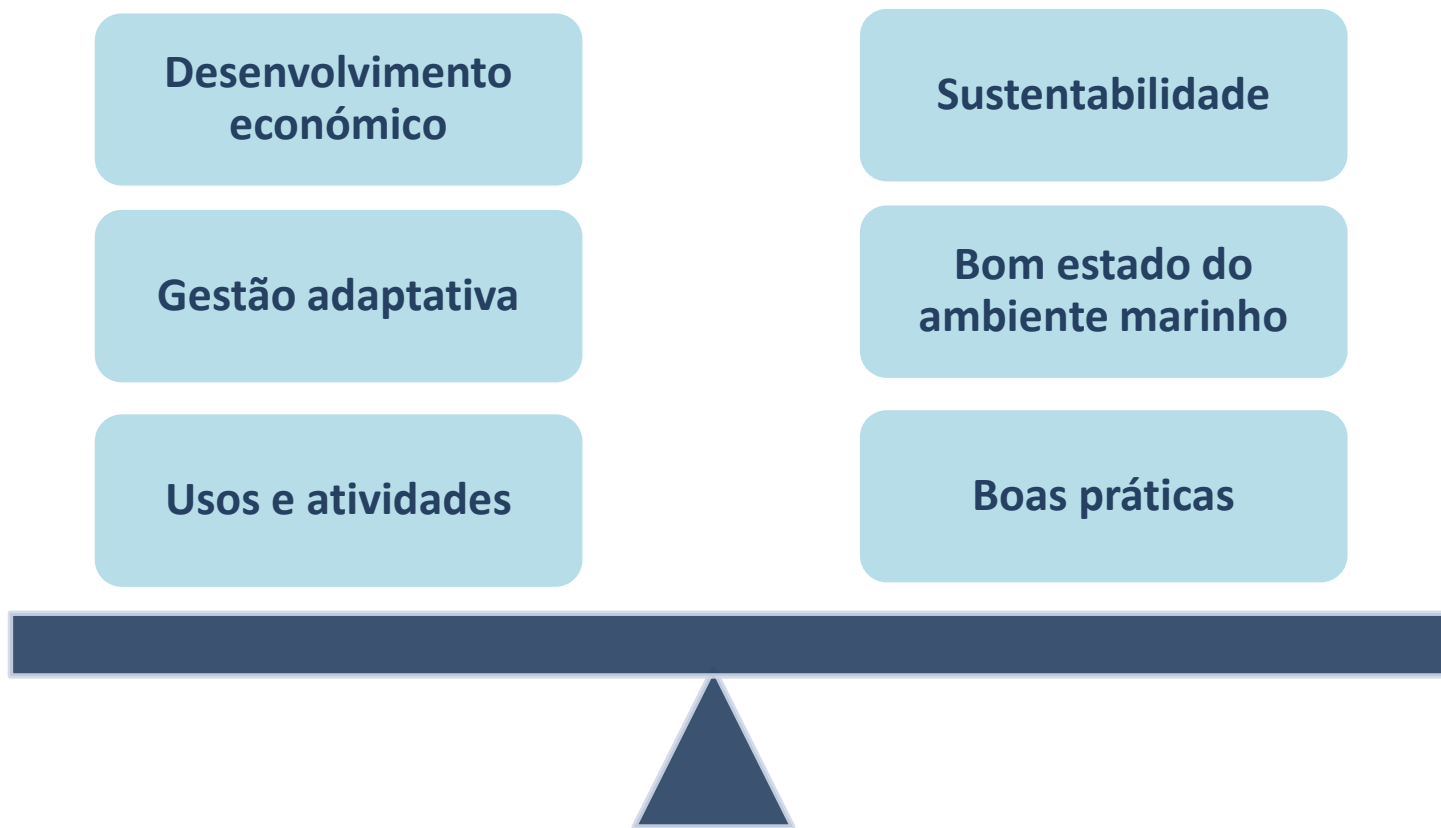 Desenvolvimento
económico
Gestão adaptativa
Usos e atividades
Sustentabilidade
Bom estado do
ambiente marinho
Boas práticas